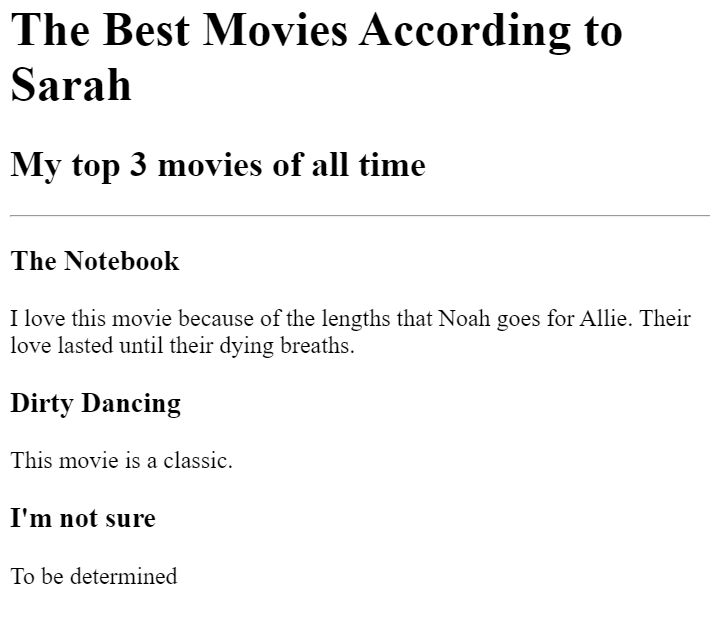 The Best Movies According to
Sarah
My top 3 movies of all time
The Notebook
I love this movie because of the lengths that Noah goes for Allie. Their
love lasted until their dying breaths.
Dirty Dancing
This movie is a classic.
I'm not sure
To be determined